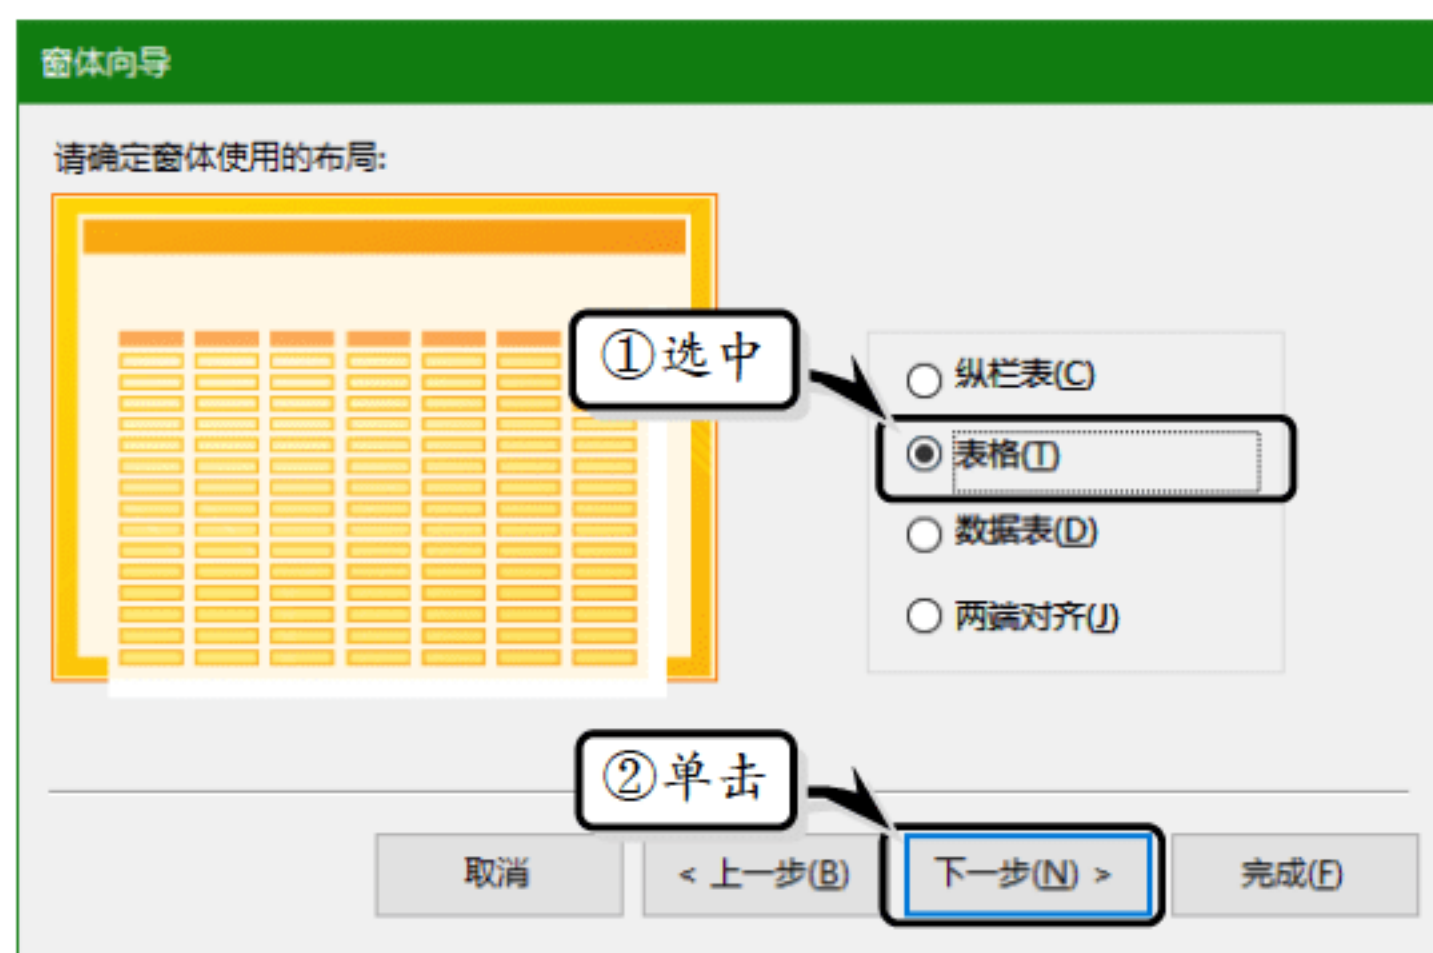 窗体向导
请确定窗体使用的布局:
①选中
纵栏表(C)
表格(T)
数据表(D)
两端对齐(J)
②单击
取消
< 上一步(B)
下一步(N) >
完成(F)